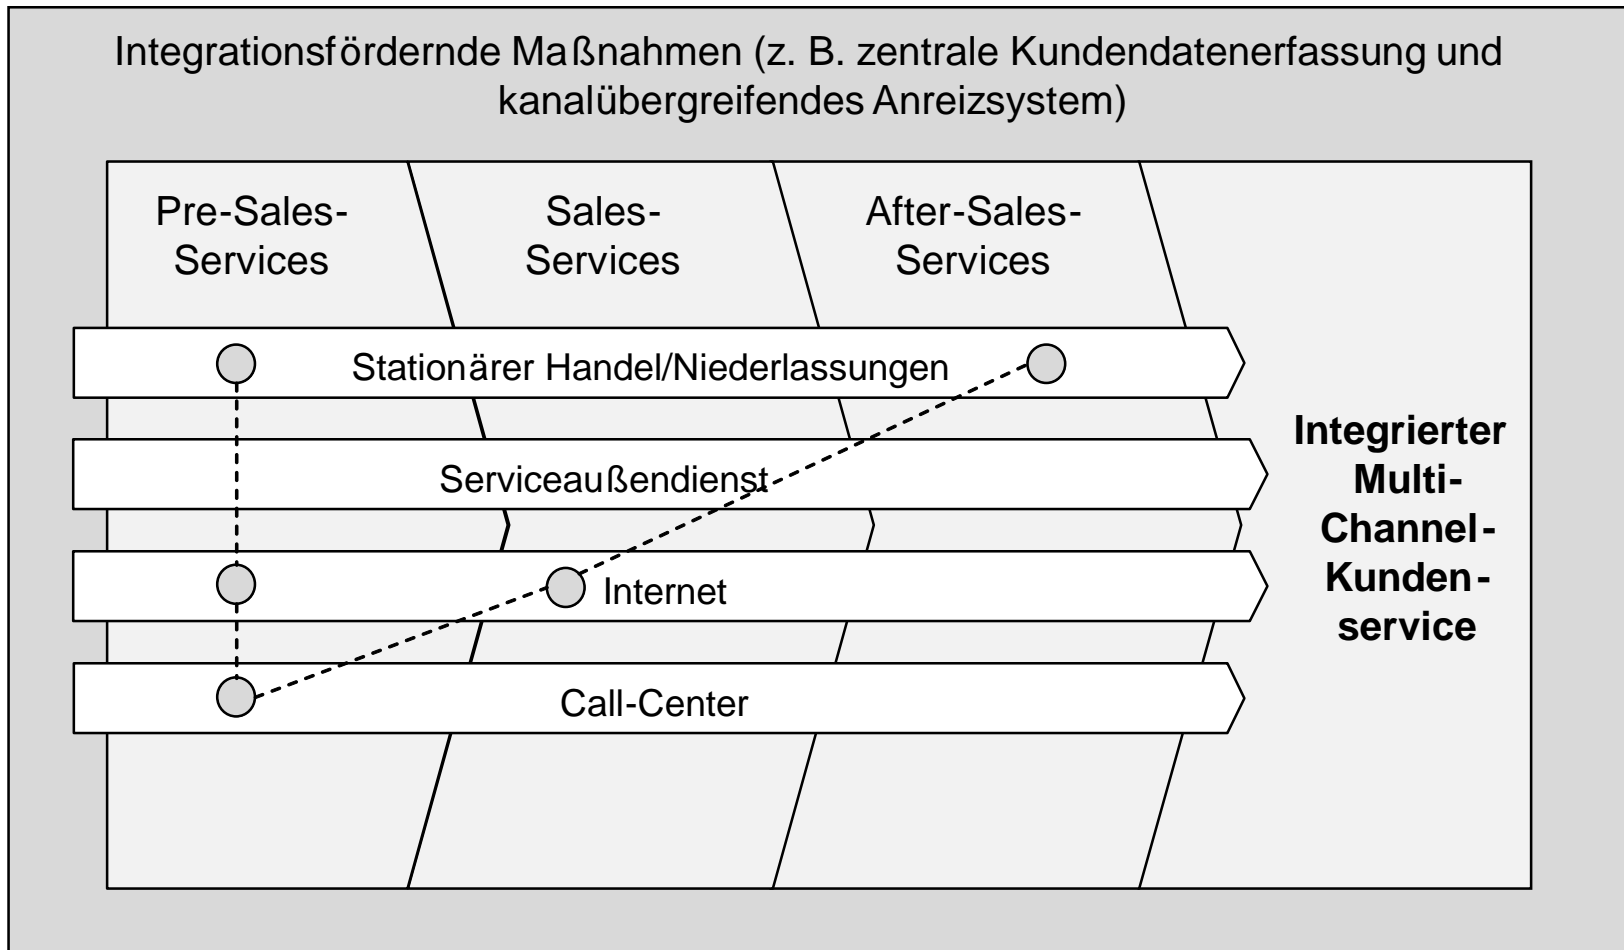 Integrationsfördernde Maßnahmen (z. B. zentrale Kundendatenerfassung und
kanalübergreifendes Anreizsystem)
Pre-Sales-
Services
Sales-
Services
After-Sales-
Services
Stationärer Handel/Niederlassungen
Serviceaußendienst
Internet
Call-Center
Integrierter
Multi-
Channel-
Kunden-
service